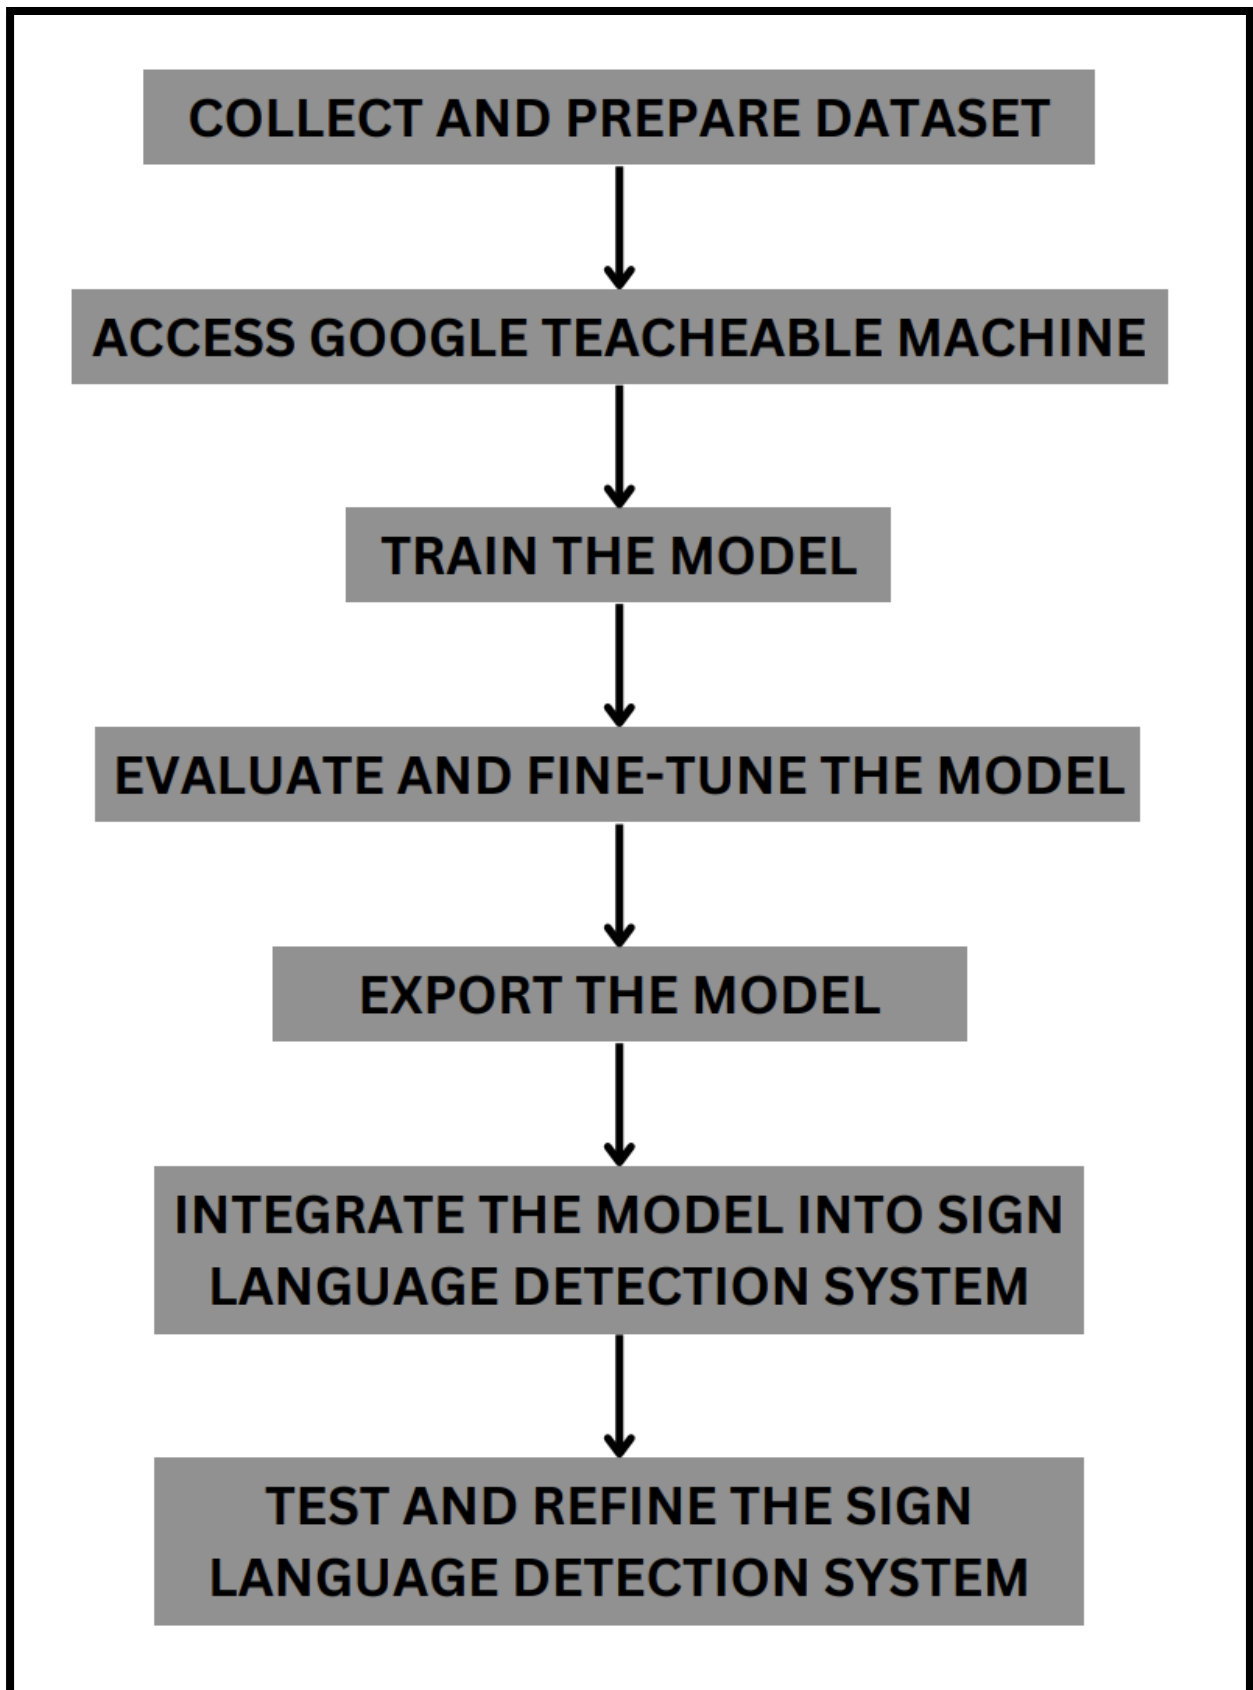 COLLECT AND PREPARE DATASET
ACCESS GOOGLE TEACHEABLE MACHINE
TRAIN THE MODEL
EVALUATE AND FINE-TUNE THE MODEL
EXPORT THE MODEL
INTEGRATE THE MODEL INTO SIGN
LANGUAGE DETECTION SYSTEM
TEST AND REFINE THE SIGN
LANGUAGE DETECTION SYSTEM